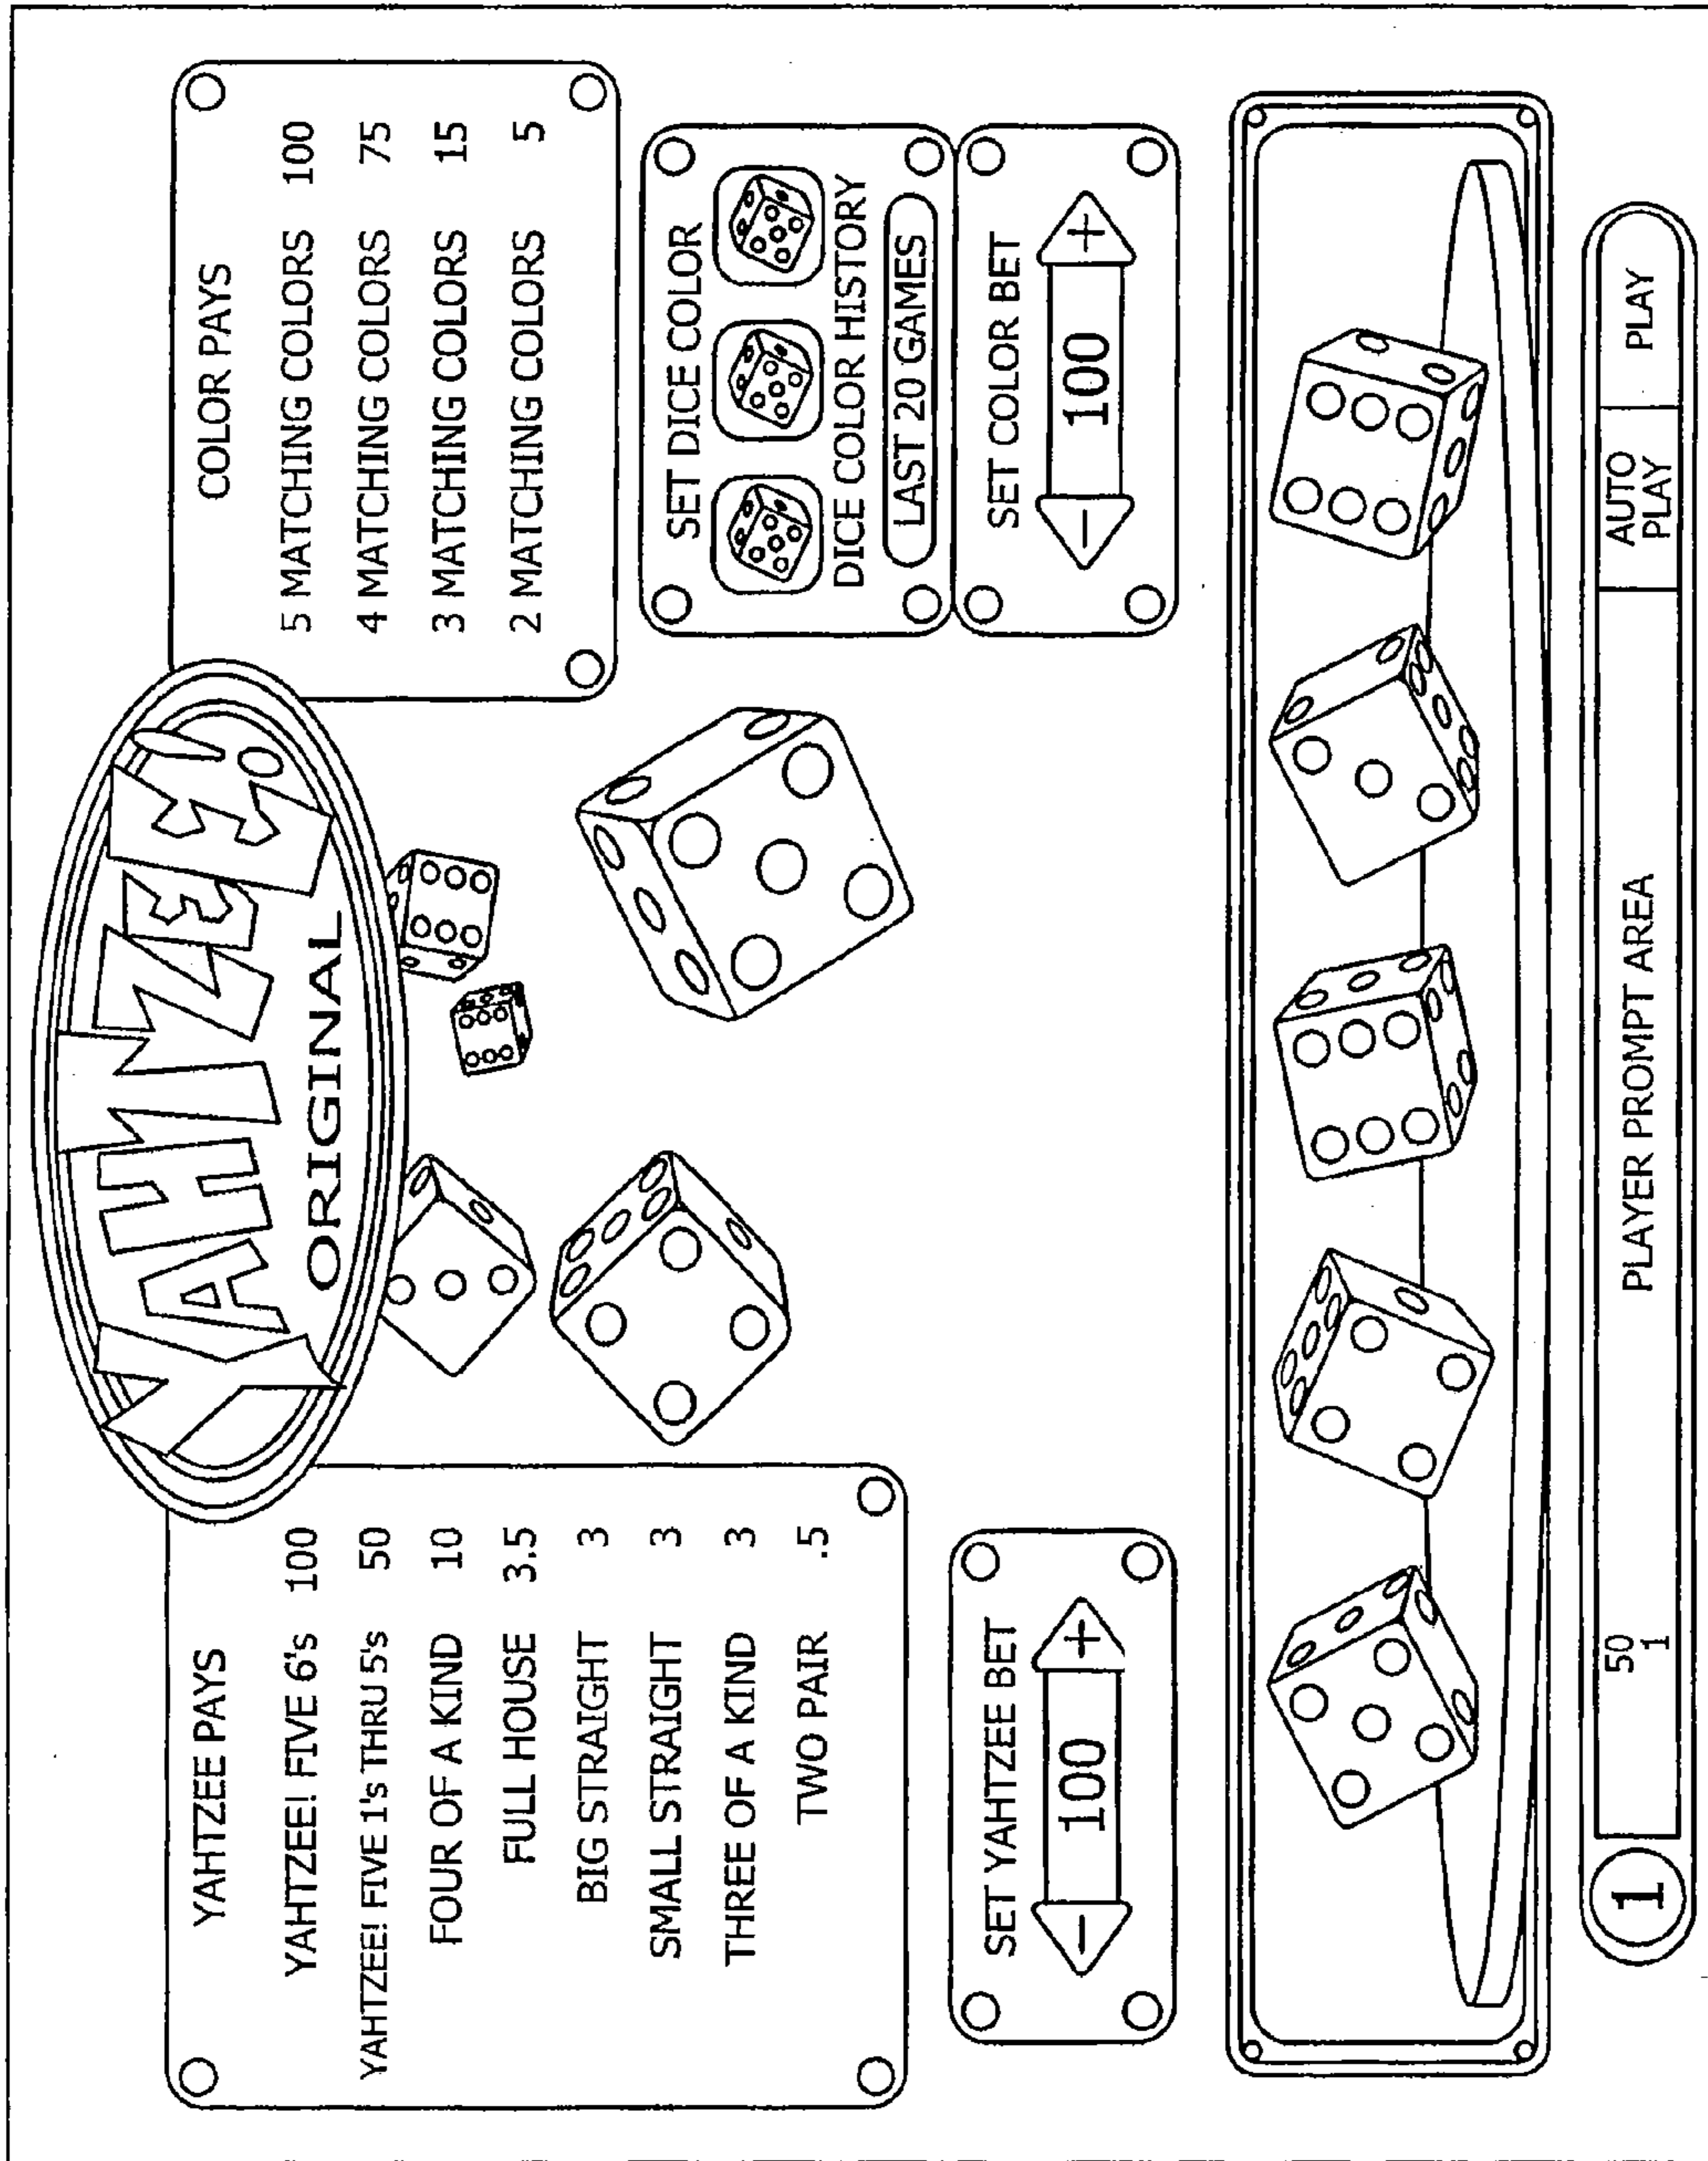 YAHTZEE!
ORIGINAL
YAHTZEE PAYS
YAHTZEE! FIVE 6's 100
YAHTZEE! FIVE 1's THRU 5's 50
FOUR OF A KIND 10
FULL HOUSE 3.5
BIG STRAIGHT 3
SMALL STRAIGHT 3
THREE OF A KIND 3
TWO PAIR .5
COLOR PAYS
5 MATCHING COLORS 100
4 MATCHING COLORS 75
3 MATCHING COLORS 15
2 MATCHING COLORS 5
SET DICE COLOR
DICE COLOR HISTORY
LAST 20 GAMES
SET YAHTZEE BET
- 100 +
SET COLOR BET
- 100 +
1
50
1
PLAYER PROMPT AREA
AUTO
PLAY
PLAY